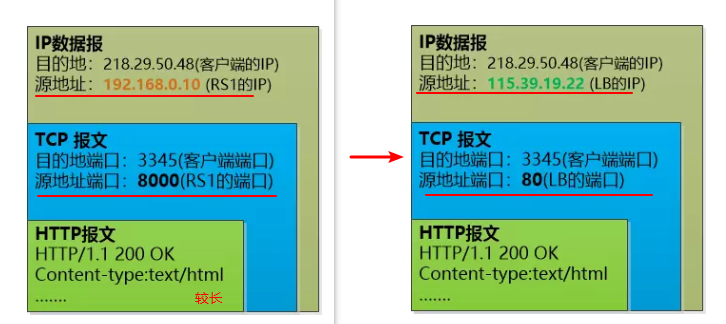 IP数据报
目的地：218.29.50.48(客户端的IP)
源地址：192.168.0.10 (RS1的IP)
TCP 报文
目的地端口：3345(客户端端口)
源地址端口：8000(RS1的端口)
HTTP报文
HTTP/1.1 200 OK
Content-type:text/html
.......
较长
IP数据报
目的地：218.29.50.48(客户端的IP)
源地址：115.39.19.22 (LB的IP)
TCP 报文
目的地端口：3345(客户端端口)
源地址端口：80(LB的端口)
HTTP报文
HTTP/1.1 200 OK
Content-type:text/html
.......